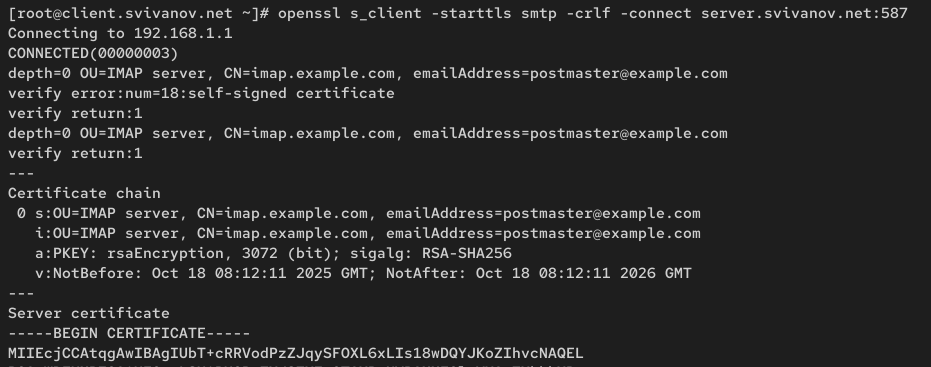 [root@client.svivanov.net ~]# openssl s_client -starttls smtp -crlf -connect server.svivanov.net:587
Connecting to 192.168.1.1
CONNECTED(00000003)
depth=0 OU=IMAP server, CN=imap.example.com, emailAddress=postmaster@example.com
verify error:num=18:self-signed certificate
verify return:1
depth=0 OU=IMAP server, CN=imap.example.com, emailAddress=postmaster@example.com
verify return:1
---
Certificate chain
 0 s:OU=IMAP server, CN=imap.example.com, emailAddress=postmaster@example.com
   i:OU=IMAP server, CN=imap.example.com, emailAddress=postmaster@example.com
   a:PKEY: rsaEncryption, 3072 (bit); sigalg: RSA-SHA256
   v:NotBefore: Oct 18 08:12:11 2025 GMT; NotAfter: Oct 18 08:12:11 2026 GMT
---
Server certificate
-----BEGIN CERTIFICATE-----
MIIEcjCCAtqgAwIBAgIUbT+cRRVodPzZJqySFOXL6xLIs18wDQYJKoZIhvcNAQEL